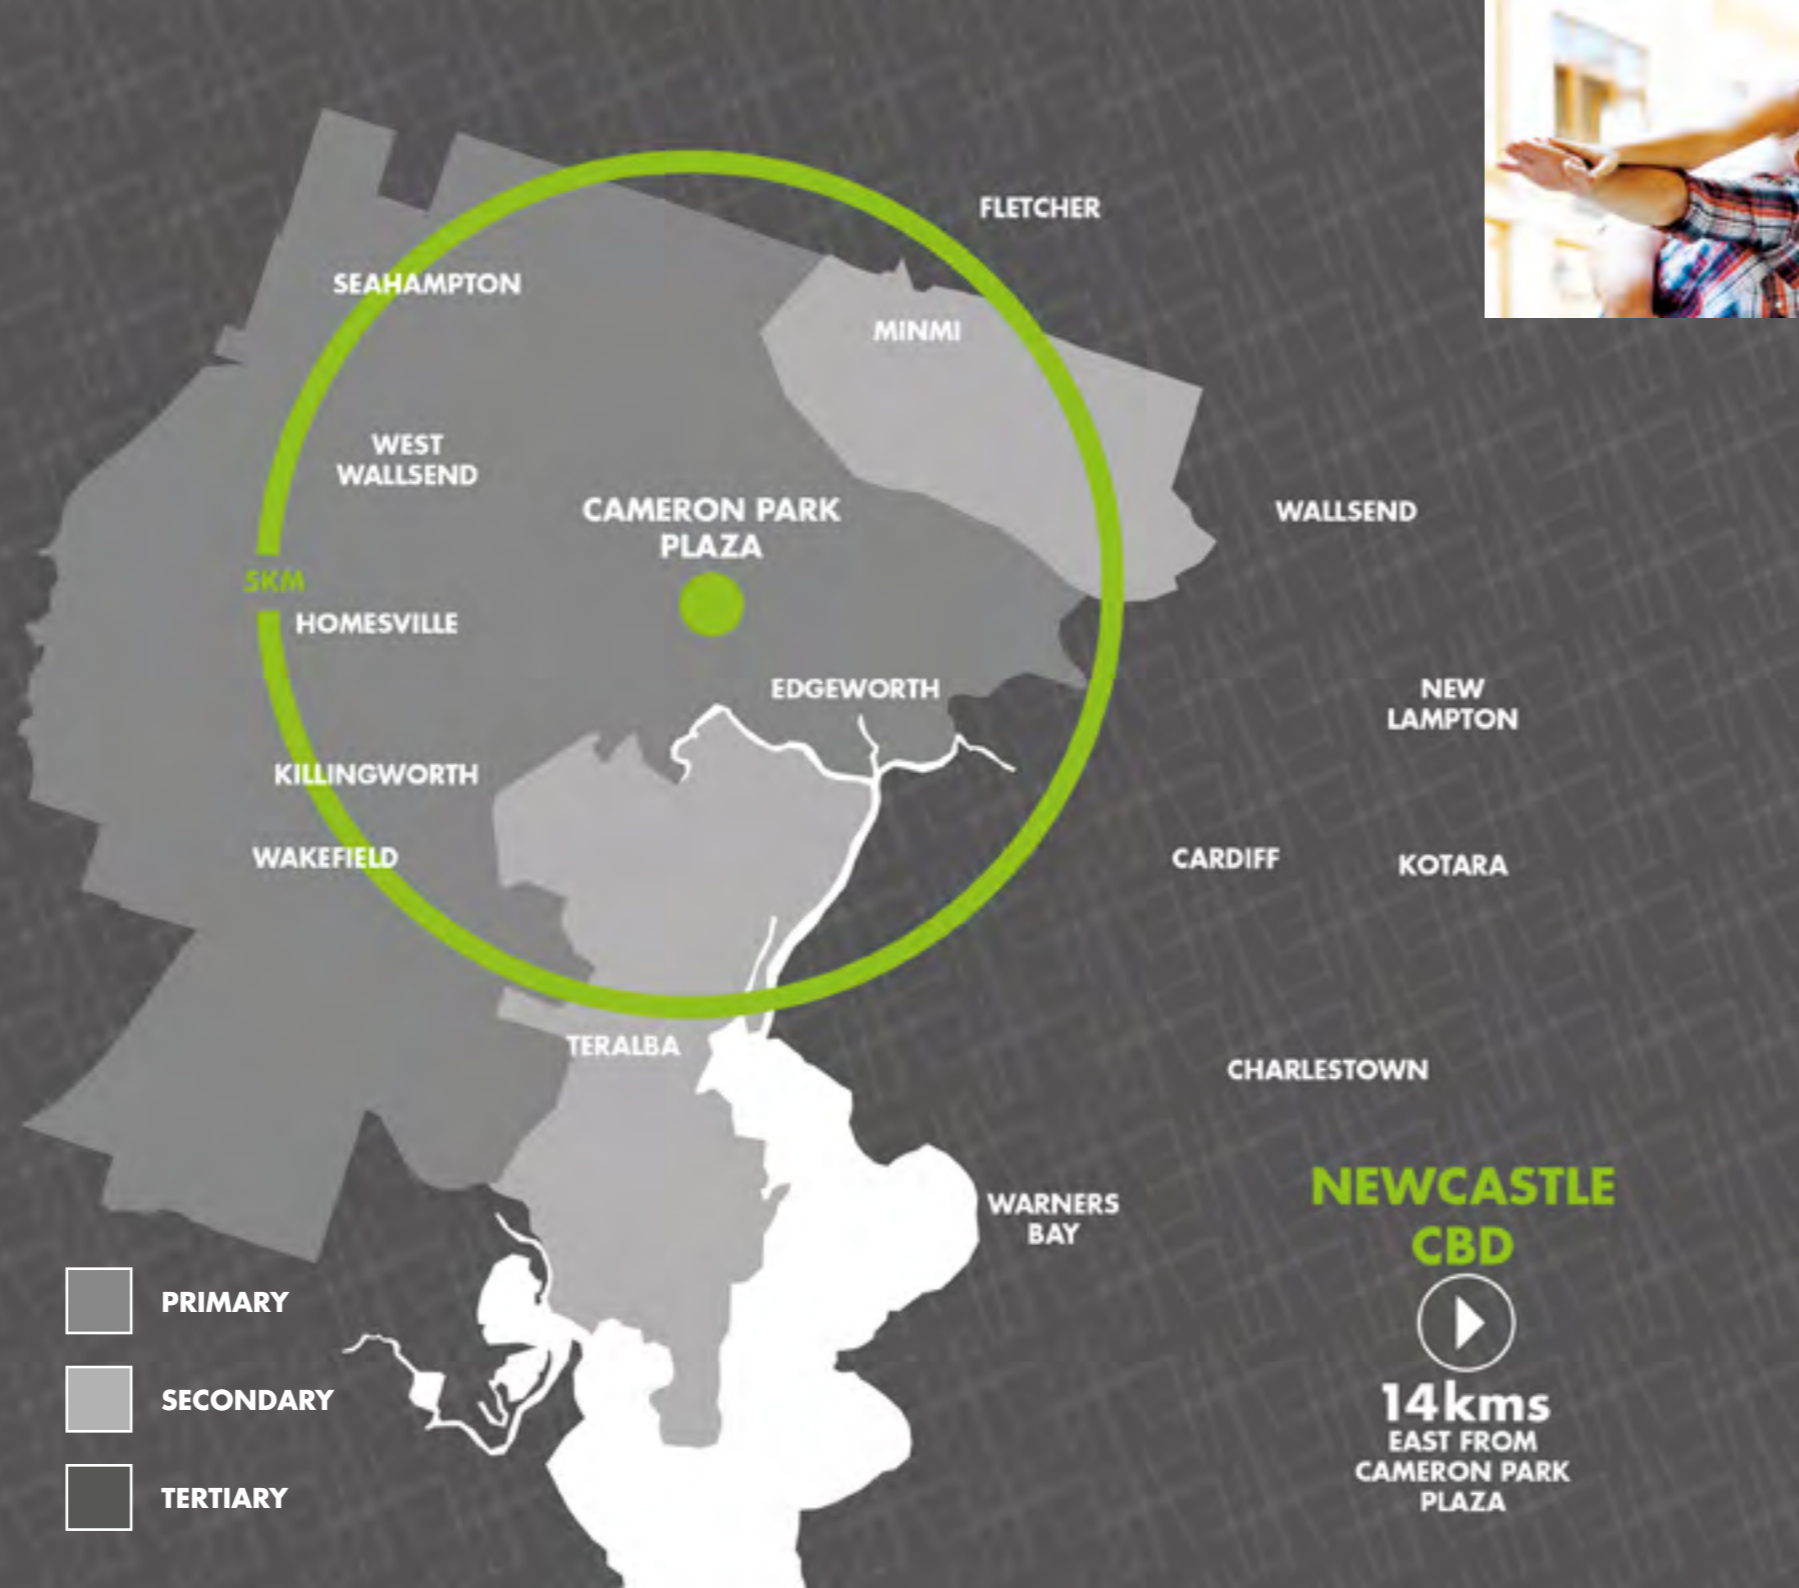 FLETCHER
SEAHAMPTON
MINMI
WEST
WALLSEND
CAMERON PARK
PLAZA
WALLSEND
5KM
HOMESVILLE
EDGEWORTH
NEW
LAMPTON
KILLINGWORTH
WAKEFIELD
CARDIFF
KOTARA
TERALBA
CHARLESTOWN
WARNERS
BAY
NEWCASTLE
CBD
14kms
EAST FROM
CAMERON PARK
PLAZA
PRIMARY
SECONDARY
TERTIARY